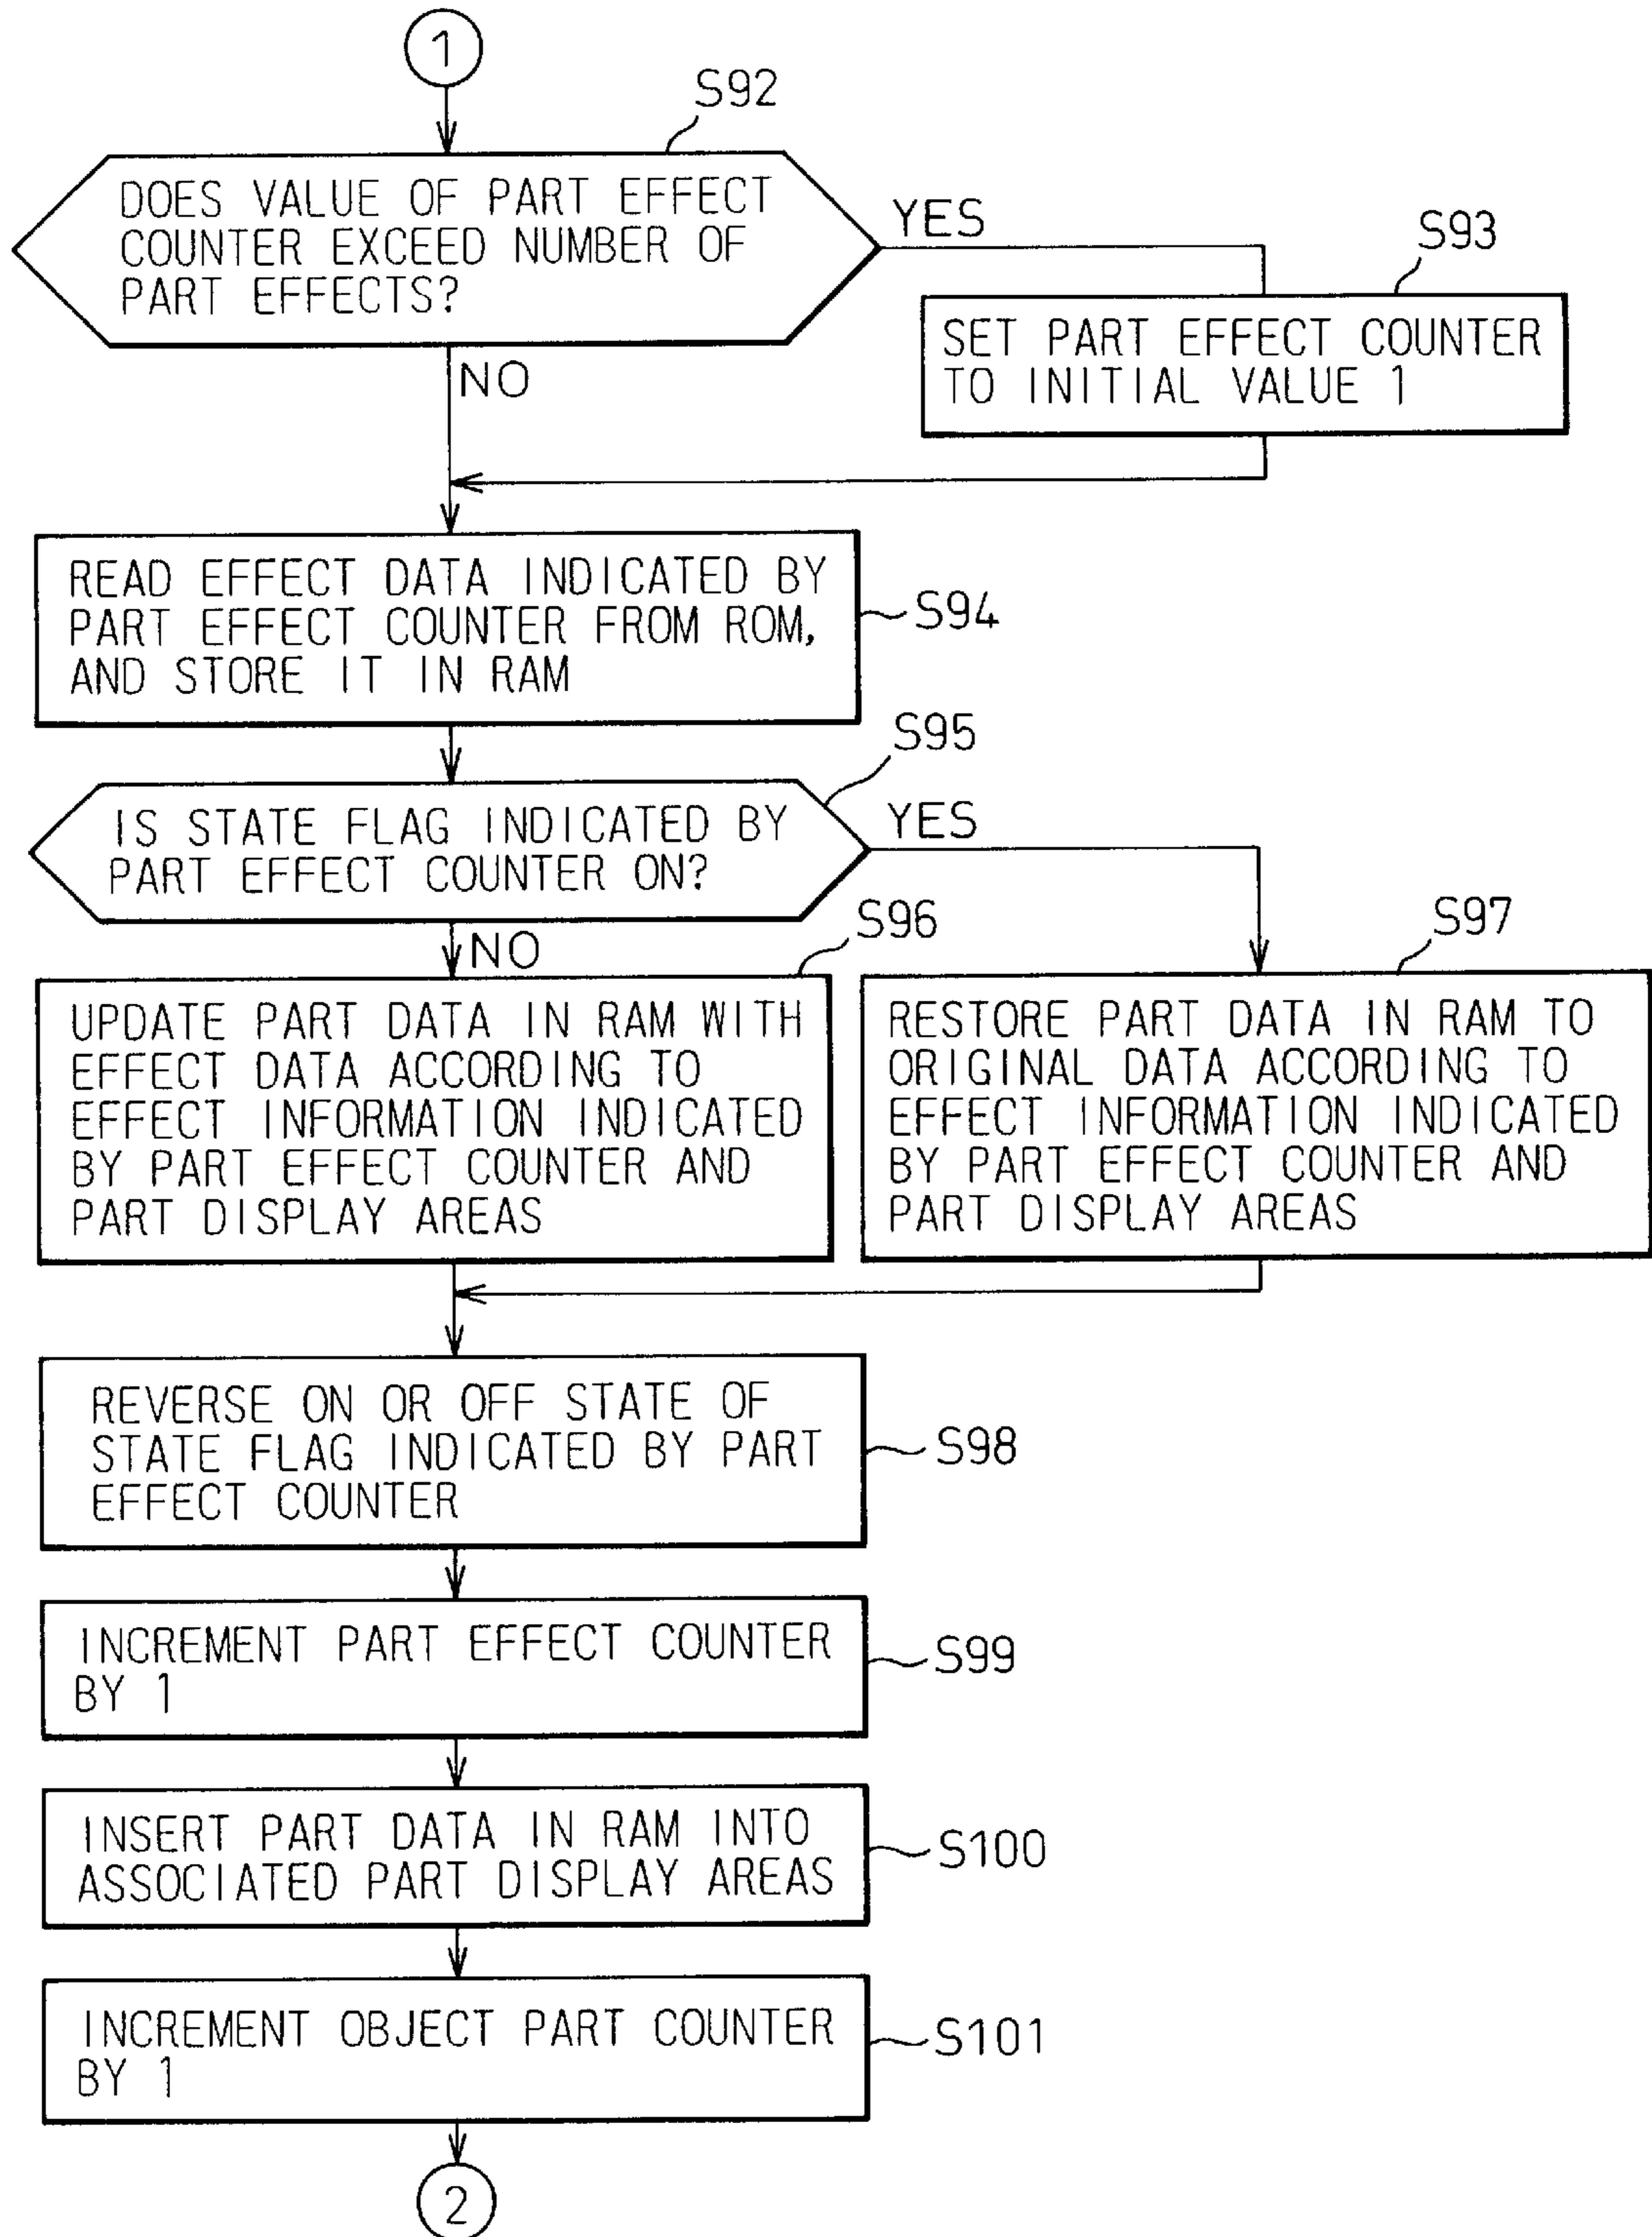 1
S92
DOES VALUE OF PART EFFECT
COUNTER EXCEED NUMBER OF
PART EFFECTS?
YES
S93
SET PART EFFECT COUNTER
TO INITIAL VALUE 1
NO
READ EFFECT DATA INDICATED BY
PART EFFECT COUNTER FROM ROM,
AND STORE IT IN RAM
S94
S95
IS STATE FLAG INDICATED BY
PART EFFECT COUNTER ON?
YES
NO
S96
S97
UPDATE PART DATA IN RAM WITH
EFFECT DATA ACCORDING TO
EFFECT INFORMATION INDICATED
BY PART EFFECT COUNTER AND
PART DISPLAY AREAS
RESTORE PART DATA IN RAM TO
ORIGINAL DATA ACCORDING TO
EFFECT INFORMATION INDICATED
BY PART EFFECT COUNTER AND
PART DISPLAY AREAS
REVERSE ON OR OFF STATE OF
STATE FLAG INDICATED BY PART
EFFECT COUNTER
S98
INCREMENT PART EFFECT COUNTER
BY 1
S99
INSERT PART DATA IN RAM INTO
ASSOCIATED PART DISPLAY AREAS
S100
INCREMENT OBJECT PART COUNTER
BY 1
S101
2